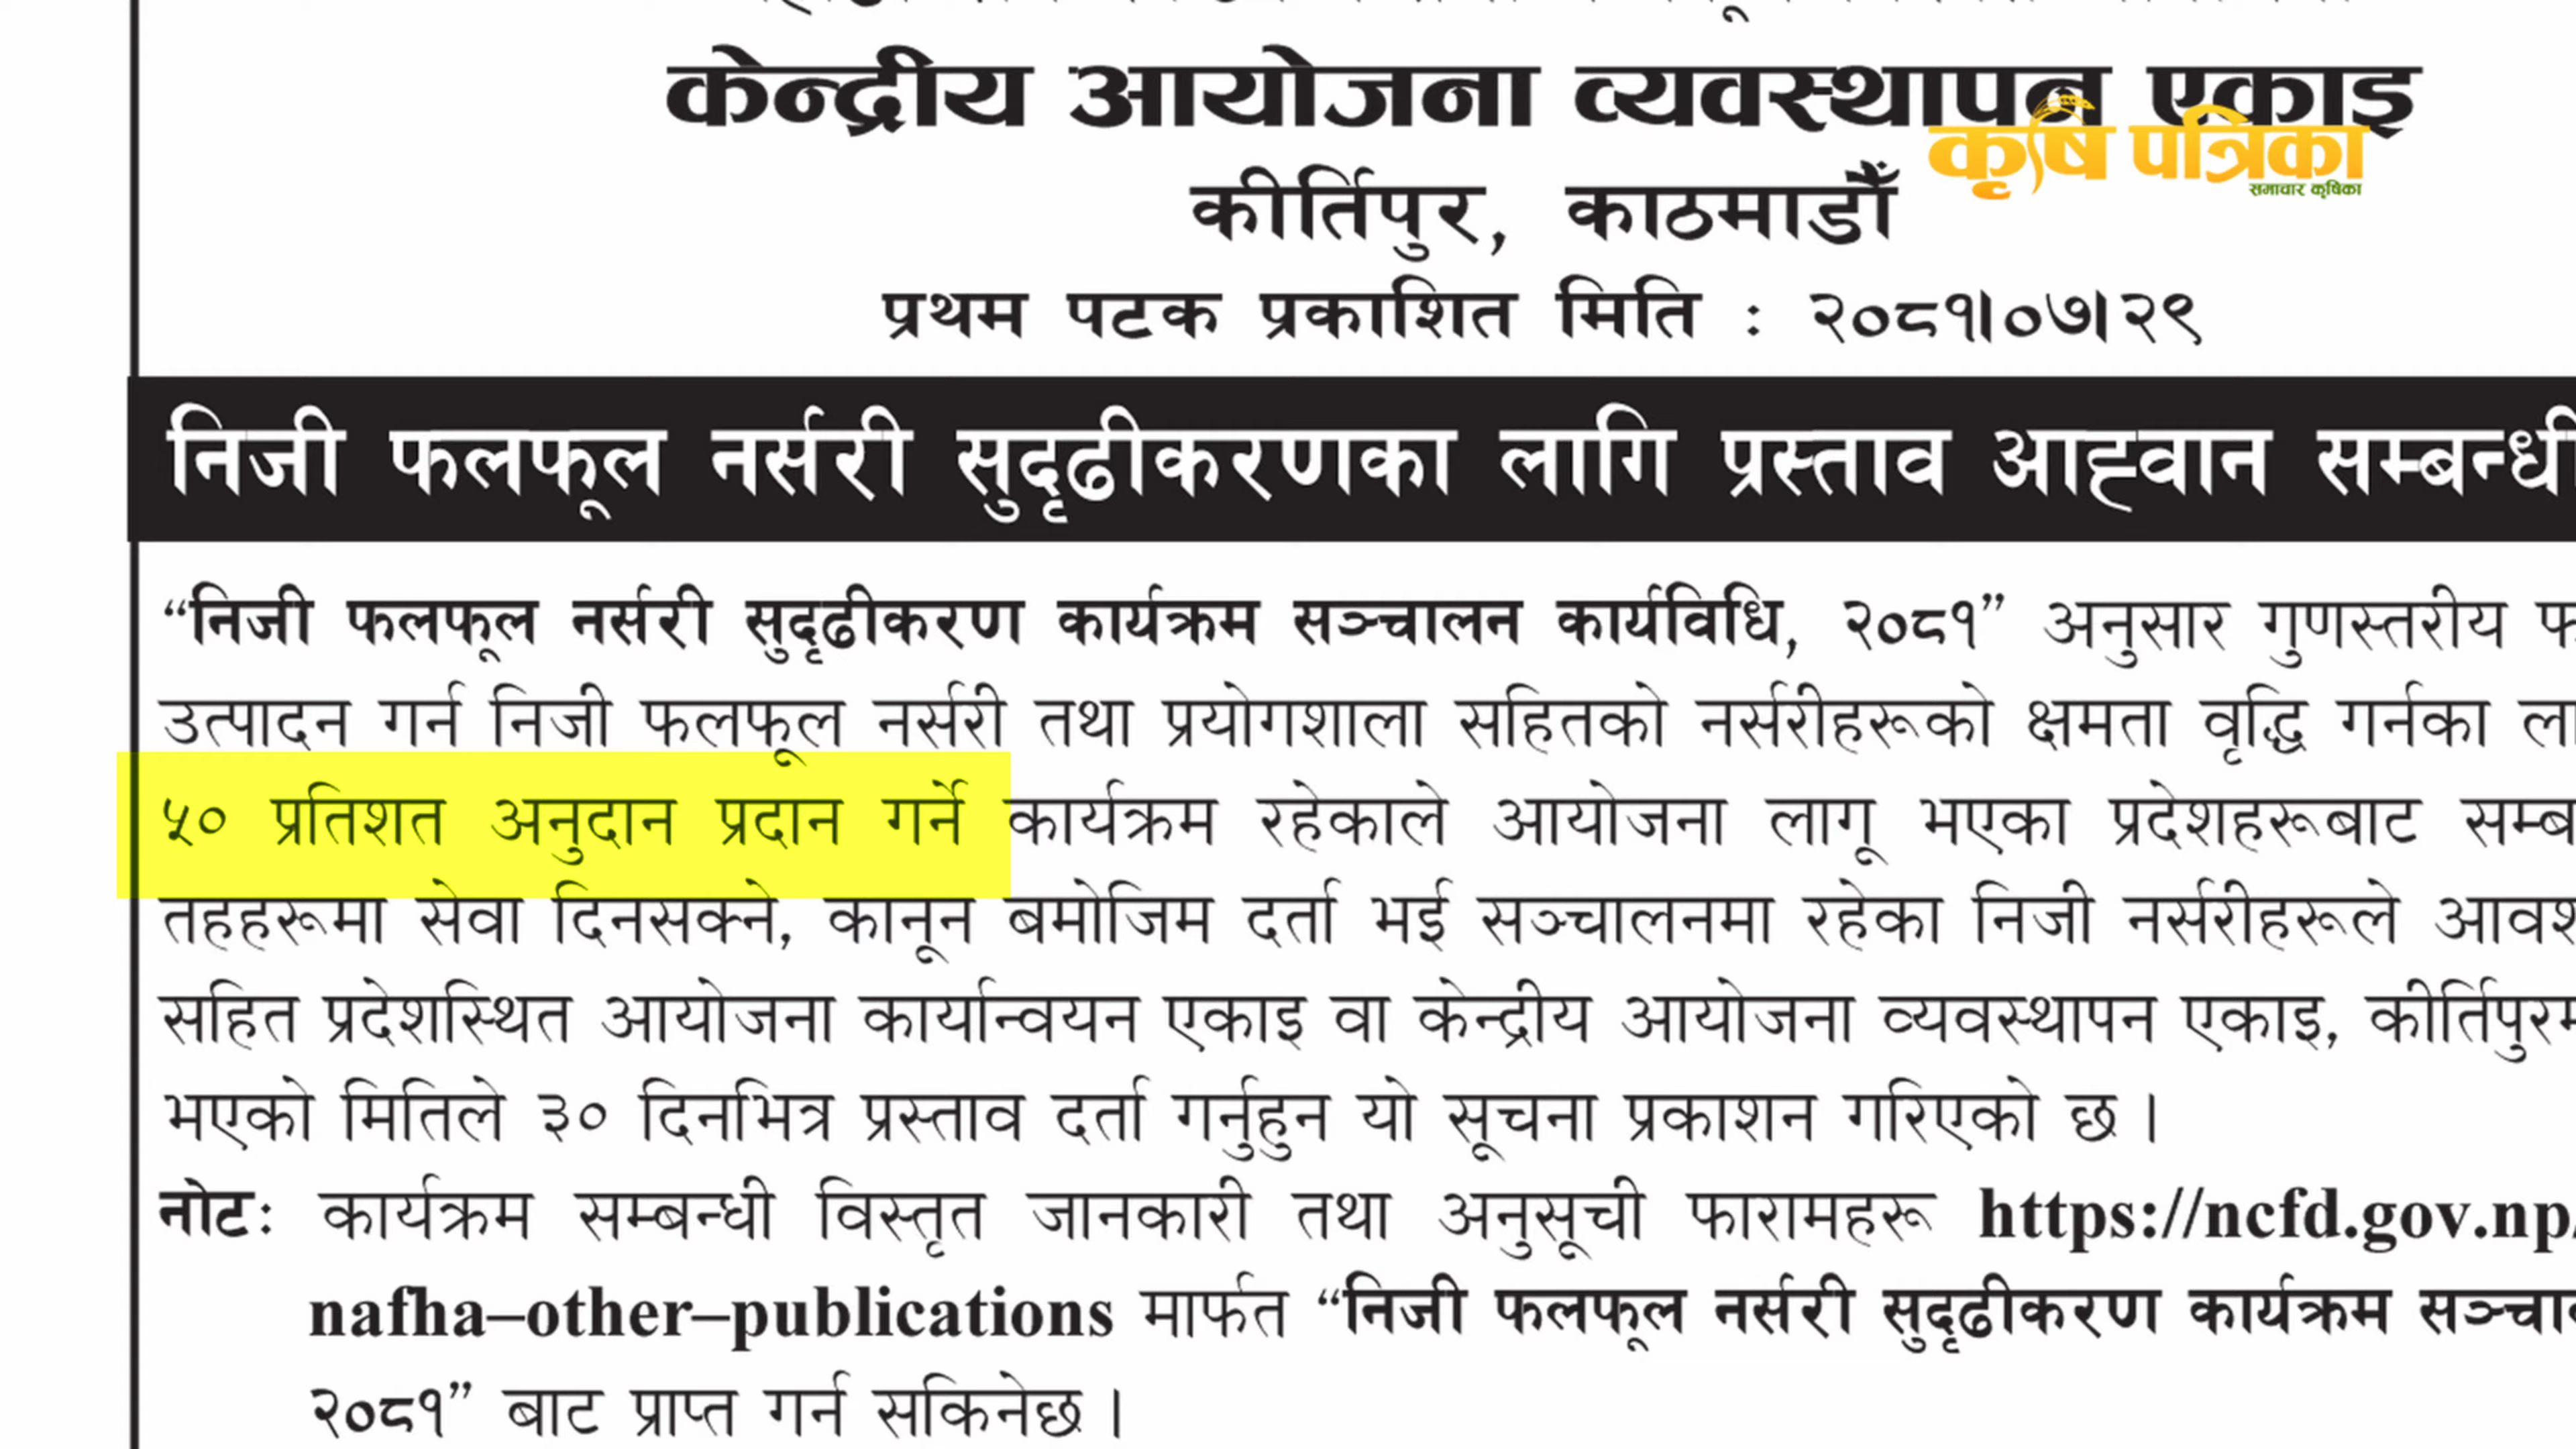 केन्द्रीय आयोजना व्यवस्थापन एकाइ
कृषि पत्रिका
समाचार कृषिका
कीर्तिपुर, काठमाडौँ
प्रथम पटक प्रकाशित मिति : २०८१।०७।२९
निजी फलफूल नर्सरी सुदृढीकरणका लागि प्रस्ताव आह्वान सम्बन्धी
“निजी फलफूल नर्सरी सुदृढीकरण कार्यक्रम सञ्चालन कार्यविधि, २०८१” अनुसार गुणस्तरीय
उत्पादन गर्न निजी फलफूल नर्सरी तथा प्रयोगशाला सहितको नर्सरीहरूको क्षमता वृद्धि गर्नका
५० प्रतिशत अनुदान प्रदान गर्ने कार्यक्रम रहेकाले आयोजना लागू भएका प्रदेशहरूबाट
तहहरूमा सेवा दिनसक्ने, कानून बमोजिम दर्ता भई सञ्चालनमा रहेका निजी नर्सरीहरूले
सहित प्रदेशस्थित आयोजना कार्यान्वयन एकाइ वा केन्द्रीय आयोजना व्यवस्थापन एकाइ,
भएको मितिले ३० दिनभित्र प्रस्ताव दर्ता गर्नुहुन यो सूचना प्रकाशन गरिएको छ ।
नोटः कार्यक्रम सम्बन्धी विस्तृत जानकारी तथा अनुसूची फारामहरू https://ncfd.gov.np/
nafha–other–publications मार्फत “निजी फलफूल नर्सरी सुदृढीकरण कार्यक्रम
२०८१” बाट प्राप्त गर्न सकिनेछ ।